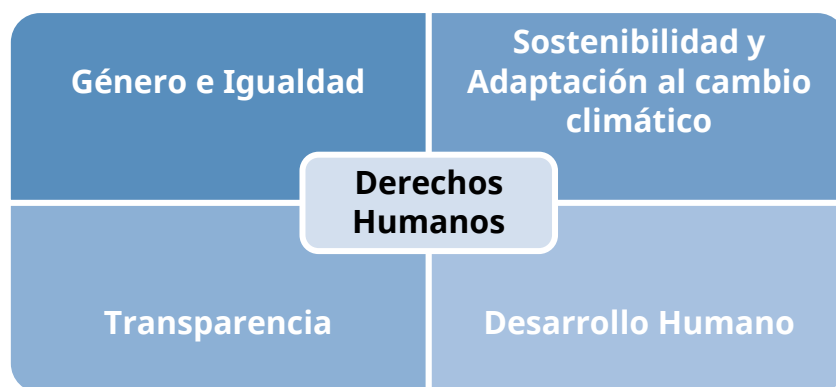 Género e Igualdad
Sostenibilidad y
Adaptación al cambio
climático
Derechos
Humanos
Transparencia
Desarrollo Humano